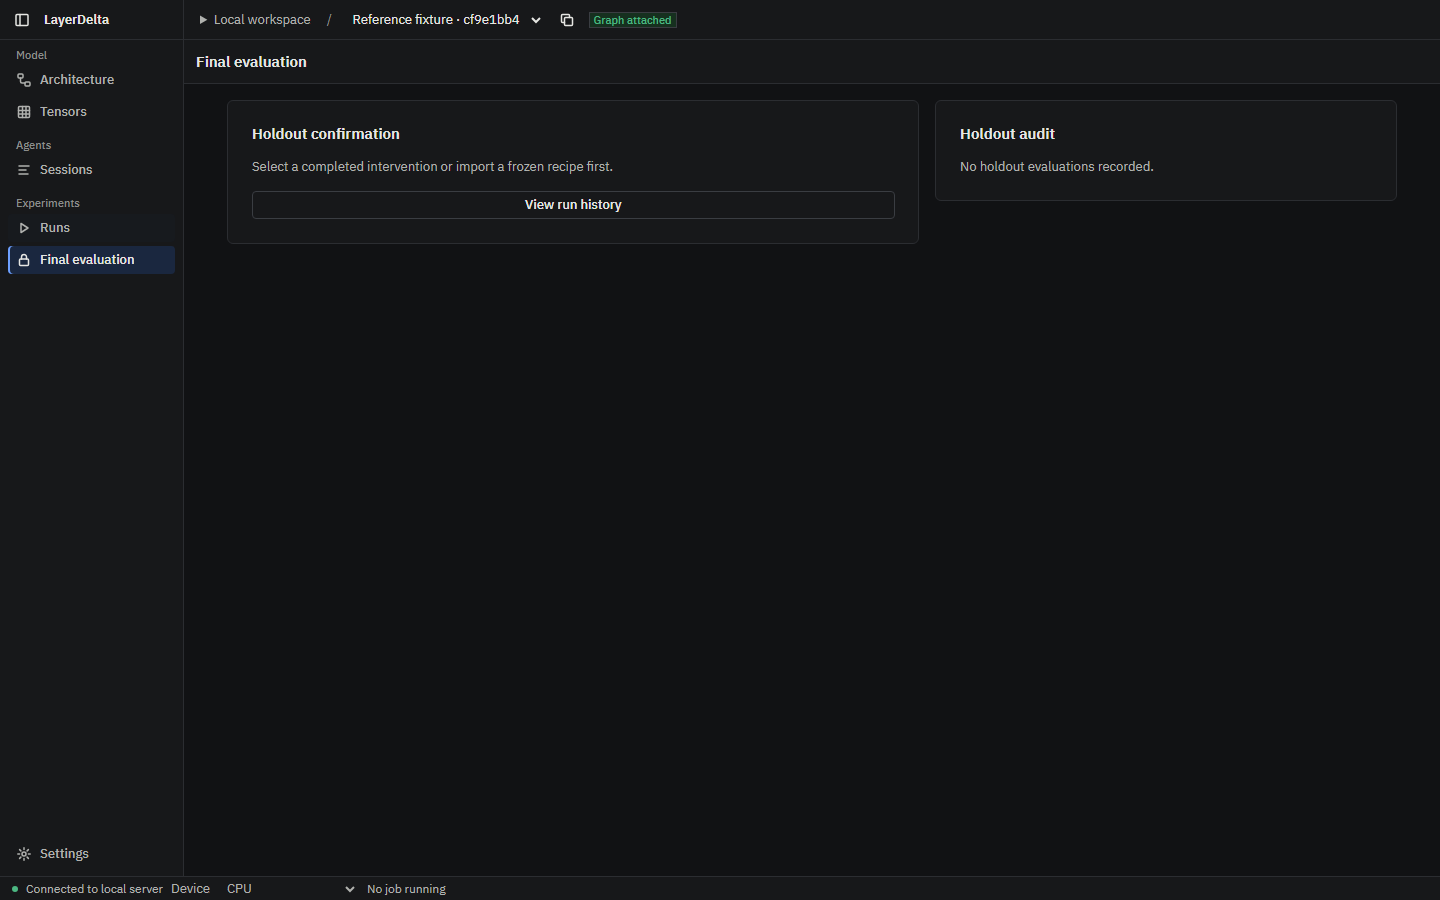 LayerDelta
Local workspace / Reference fixture · cf9e1bb4 Graph attached
Model
Architecture
Tensors
Agents
Sessions
Experiments
Runs
Final evaluation
Settings
Final evaluation
Holdout confirmation
Select a completed intervention or import a frozen recipe first.
View run history
Holdout audit
No holdout evaluations recorded.
Connected to local server Device CPU No job running